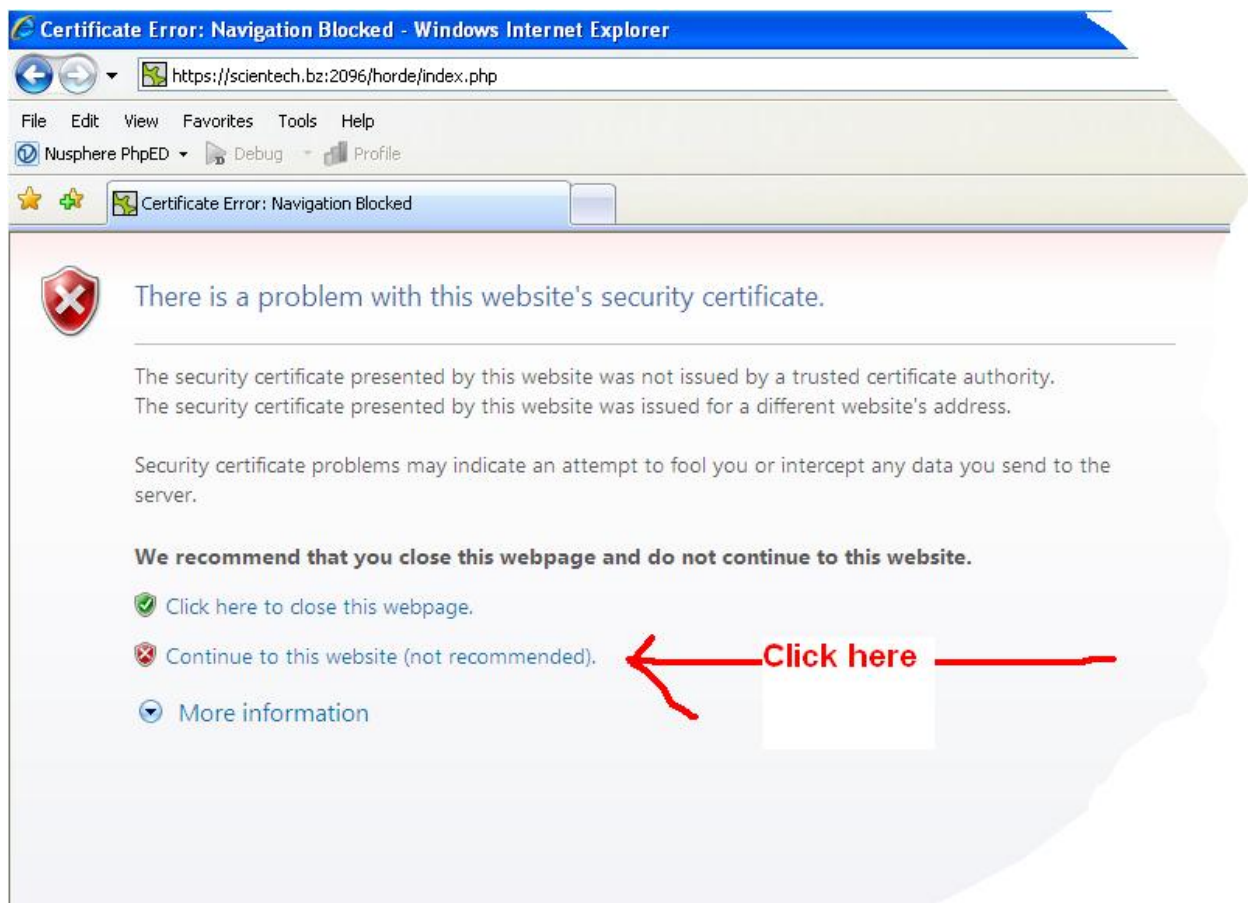 Certificate Error: Navigation Blocked - Windows Internet Explorer
https://scientech.bz:2096/horde/index.php
File Edit View Favorites Tools Help
Nusphere PhpED Debug Profile
Certificate Error: Navigation Blocked
There is a problem with this website's security certificate.
The security certificate presented by this website was not issued by a trusted certificate authority.
The security certificate presented by this website was issued for a different website's address.
Security certificate problems may indicate an attempt to fool you or intercept any data you send to the
server.
We recommend that you close this webpage and do not continue to this website.
Click here to close this webpage.
Continue to this website (not recommended).
Click here
More information